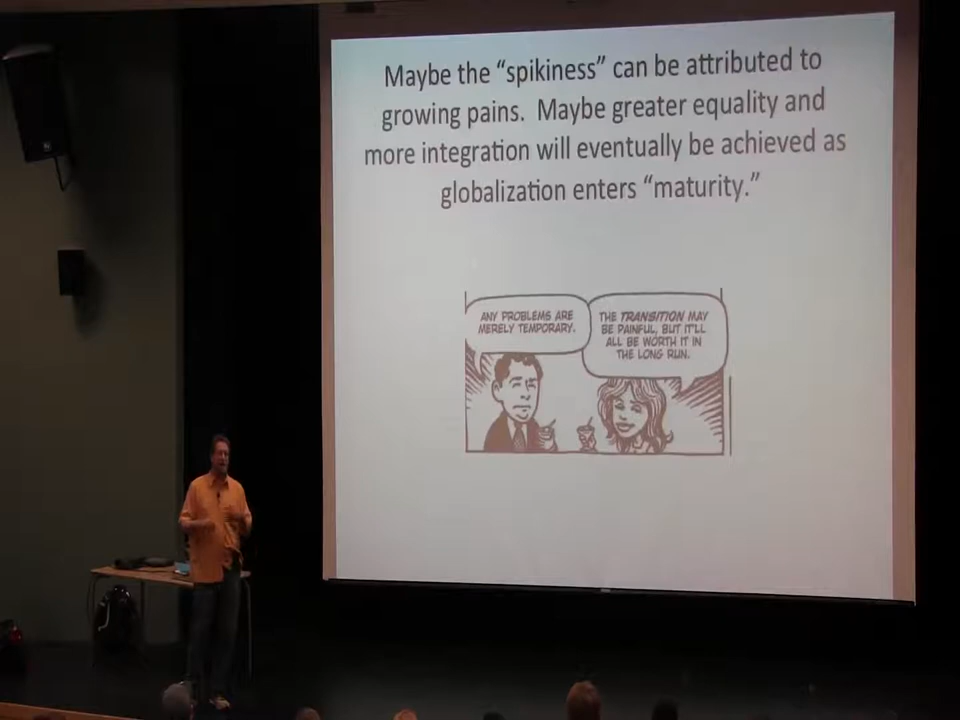 Maybe the “spikiness” can be attributed to
growing pains. Maybe greater equality and
more integration will eventually be achieved as
globalization enters “maturity.”
ANY PROBLEMS ARE
MERELY TEMPORARY.
THE TRANSITION MAY
BE PAINFUL, BUT IT'LL
ALL BE WORTH IT IN
THE LONG RUN.